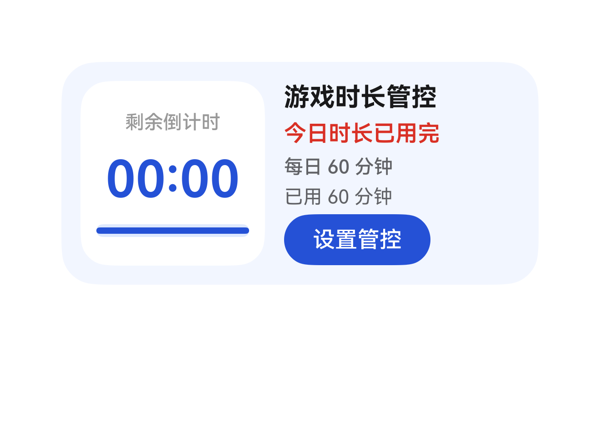 剩余倒计时
00:00
游戏时长管控
今日时长已用完
每日 60 分钟
已用 60 分钟
设置管控